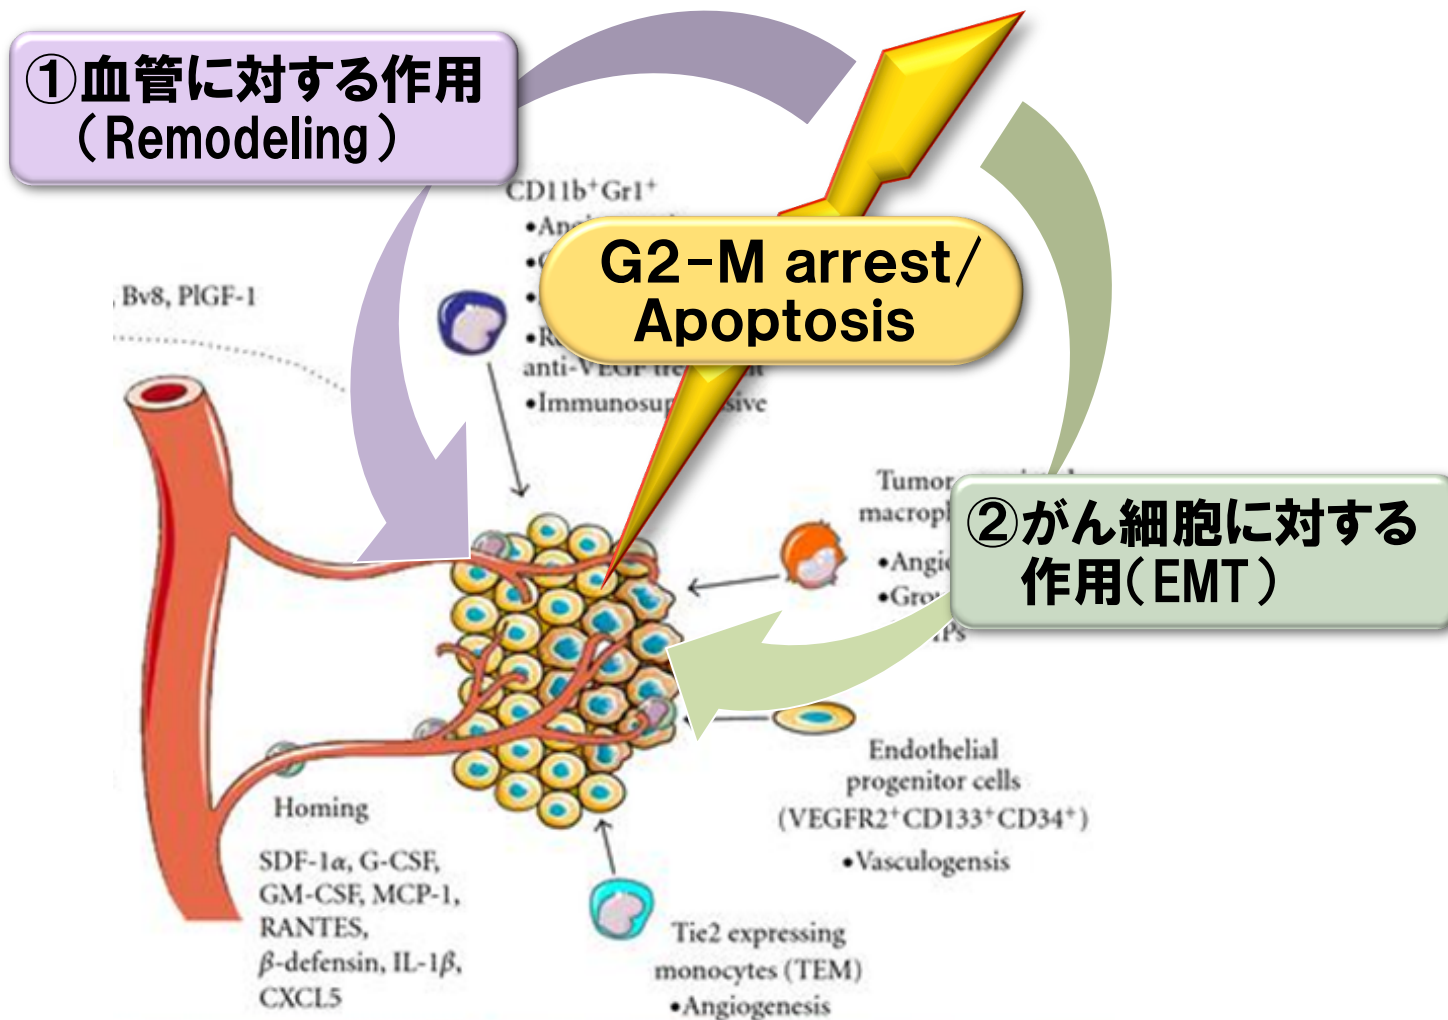 ①血管に対する作用
(Remodeling)
CD11b⁺Gr1⁺
G2-M arrest/
Apoptosis
, Bv8, PlGF-1
anti-VEGF
•Immunosup sive
Tumor
②がん細胞に対する
作用(EMT)
Endothelial
progenitor cells
(VEGFR2⁺CD133⁺CD34⁺)
•Vasculogensis
Homing
SDF-1α, G-CSF,
GM-CSF, MCP-1,
RANTES,
β-defensin, IL-1β,
CXCL5
Tie2 expressing
monocytes (TEM)
•Angiogenesis